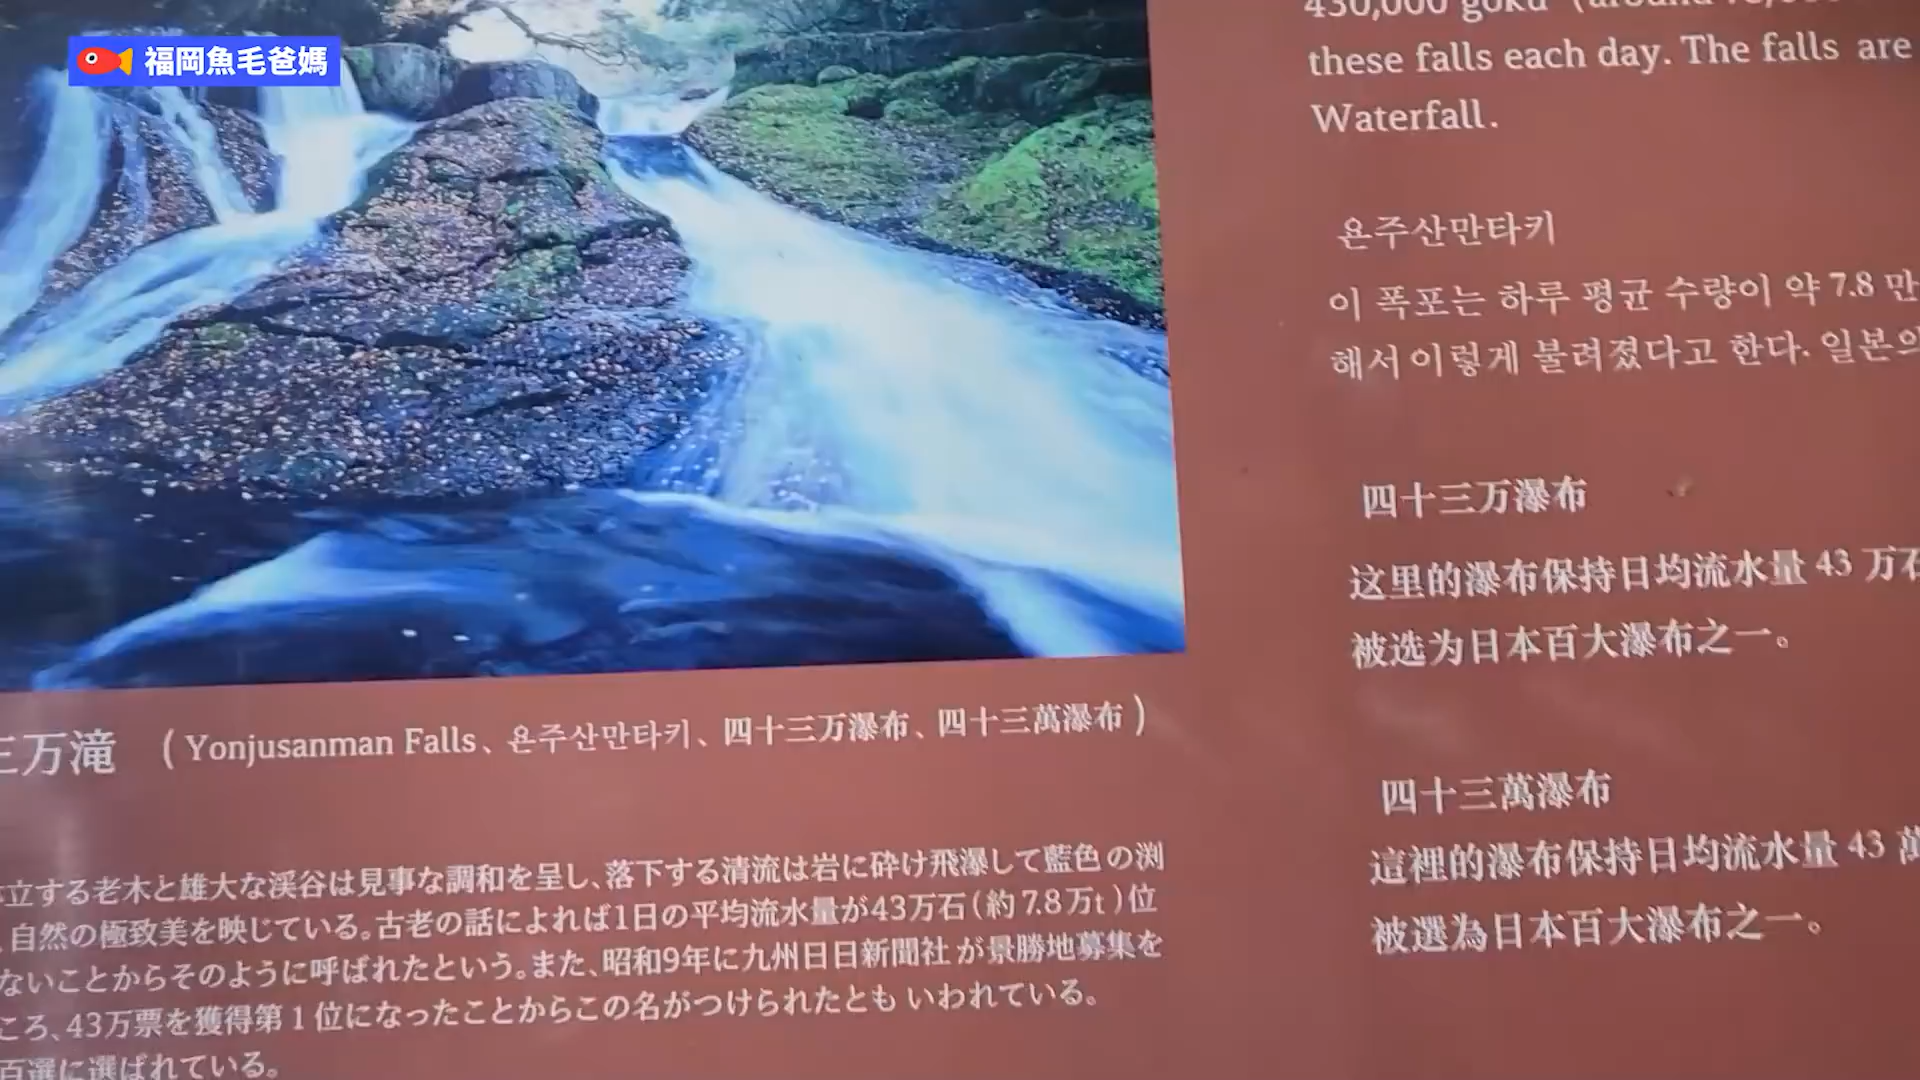 福岡魚毛爸媽
430,000 goku
these falls each day. The falls are
Waterfall.
욘주산만타키
이 폭포는 하루 평균 수량이 약 7.8 만
해서 이렇게 불려졌다고 한다. 일본의
四十三万瀑布
这里的瀑布保持日均流水量 43 万石
被选为日本百大瀑布之一。
四十三萬瀑布
這裡的瀑布保持日均流水量 43 萬
被選為日本百大瀑布之一。
三万滝 (Yonjusanman Falls、욘주산만타키、四十三万瀑布、四十三萬瀑布)
立する老木と雄大な渓谷は見事な調和を呈し、落下する清流は岩に砕け飛瀑して藍色の渕
、自然の極致美を映じている。古老の話によれば1日の平均流水量が43万石(約7.8万t)位
ないことからそのように呼ばれたという。また、昭和9年に九州日日新聞社が景勝地募集を
ころ、43万票を獲得第1位になったことからこの名がつけられたとも いわれている。
百選に選ばれている。